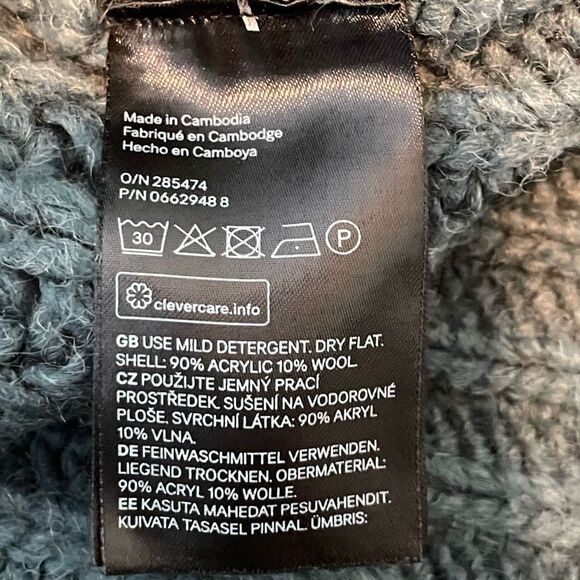 Made in Cambodia
Fabriqué en Cambodge
Hecho en Camboya
O/N 285474
P/N 0662948 8
30 P
clevercare.info
GB USE MILD DETERGENT. DRY FLAT.
SHELL: 90% ACRYLIC 10% WOOL
CZ POUŽIJTE JEMNÝ PRACÍ
PROSTŘEDEK. SUŠENÍ NA VODOROVNÉ
PLOŠE. SVRCHNÍ LÁTKA: 90% AKRYL
10% VLNA.
DE FEINWASCHMITTEL VERWENDEN.
LIEGEND TROCKNEN. OBERMATERIAL:
90% ACRYL 10% WOLLE.
EE KASUTA MAHEDAT PESUVAHENDIT.
KUIVATA TASASEL PINNAL. ÜMBRIS: